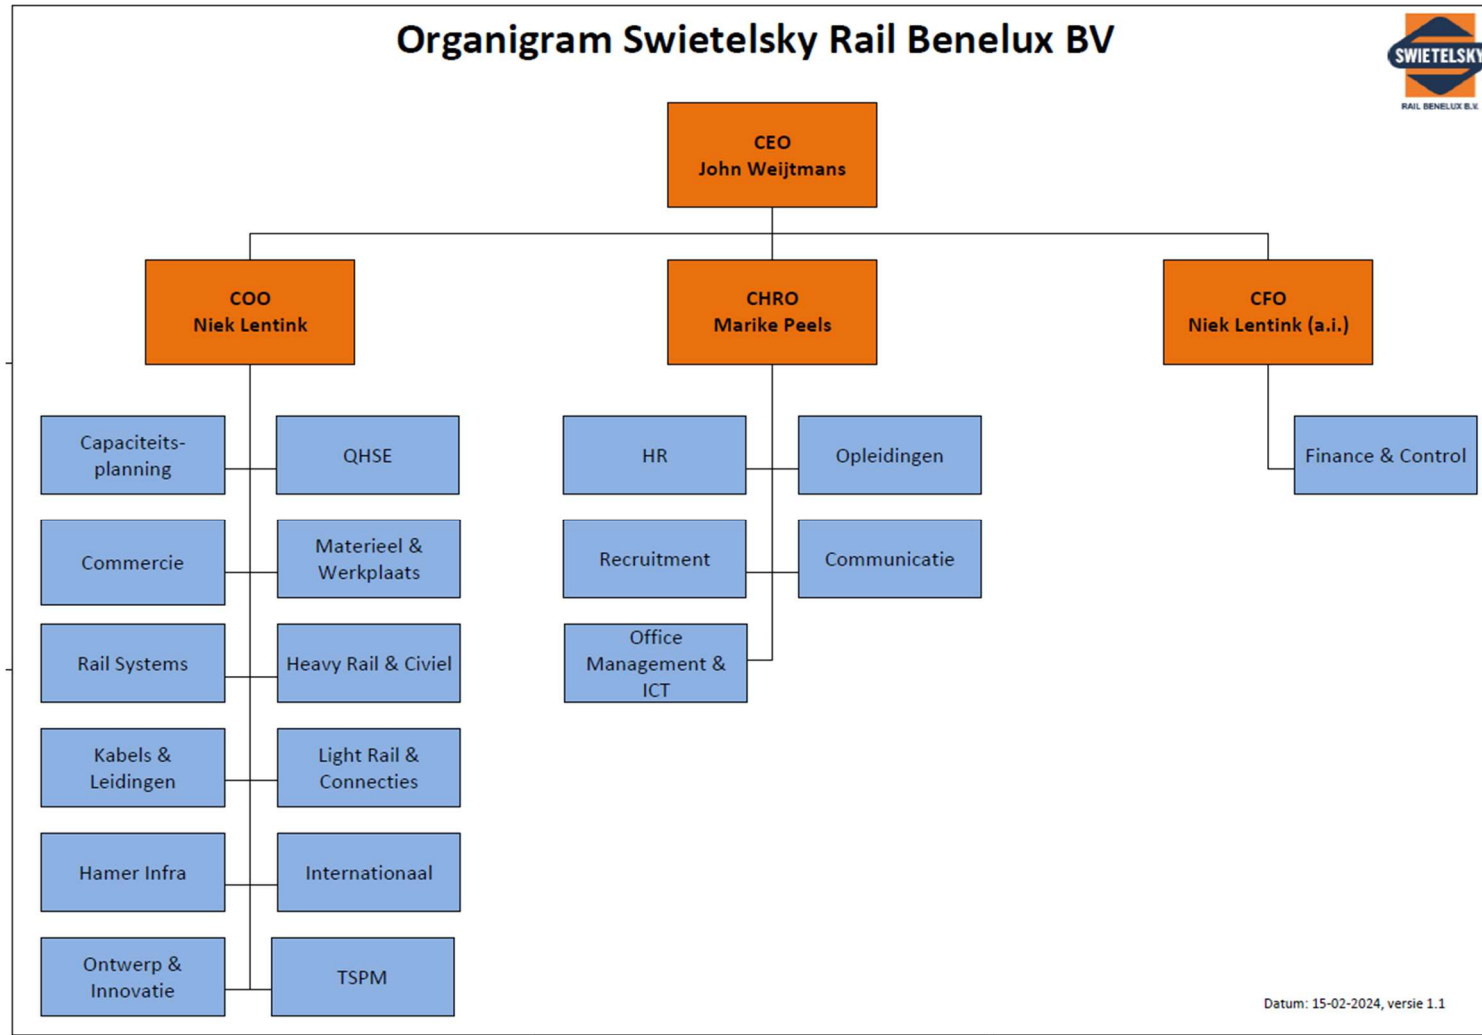 Organigram Swietelsky Rail Benelux BV
SWIETELSKY
RAIL BENELUX B.V.
CEO
John Weijtmans
COO
Niek Lentink
CHRO
Marike Peels
CFO
Niek Lentink (a.i.)
Capaciteits-
planning
QHSE
HR
Opleidingen
Finance & Control
Commercie
Materieel &
Werkplaats
Recruitment
Communicatie
Rail Systems
Heavy Rail & Civiel
Office
Management &
ICT
Kabels &
Leidingen
Light Rail &
Connecties
Hamer Infra
Internationaal
Ontwerp &
Innovatie
TSPM
Datum: 15-02-2024, versie 1.1